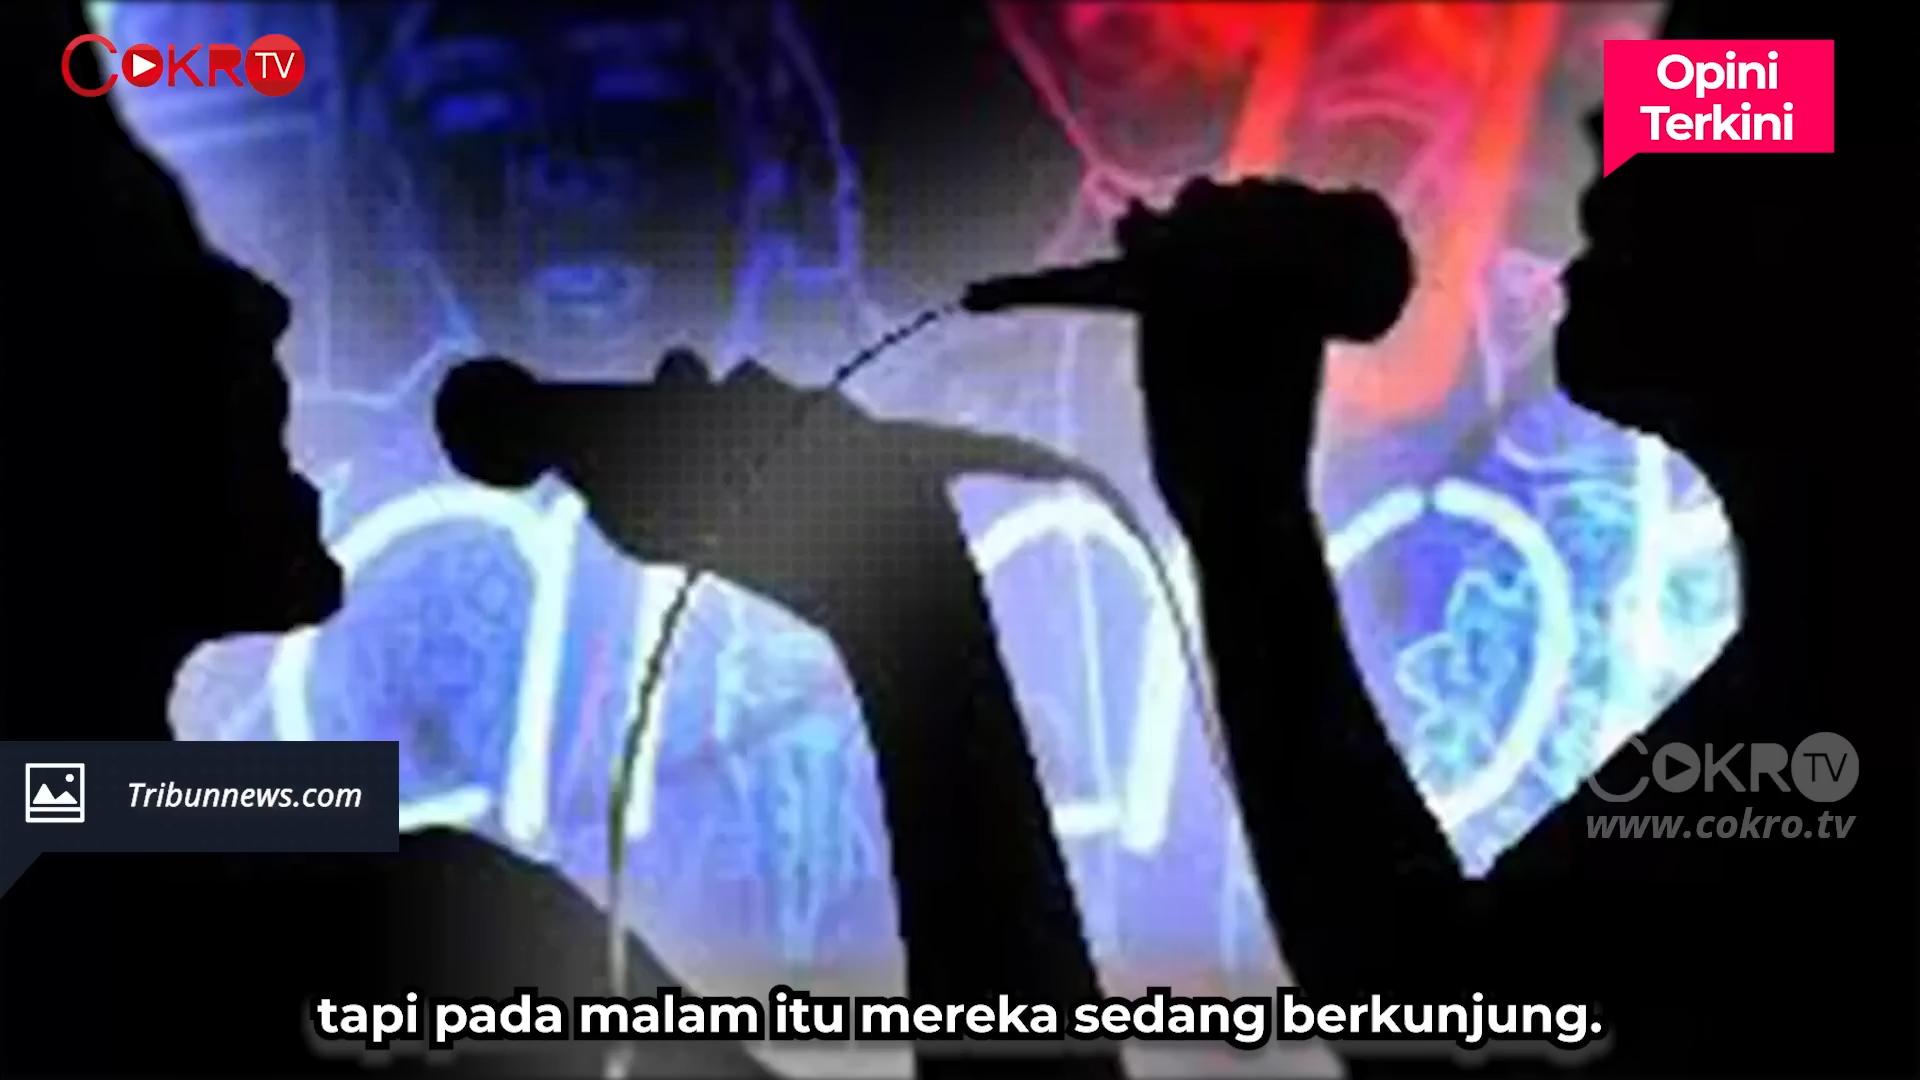 COKRO TV
Opini
Terkini
Tribunnews.com
COKRO TV
www.cokro.tv
tapi pada malam itu mereka sedang berkunjung.